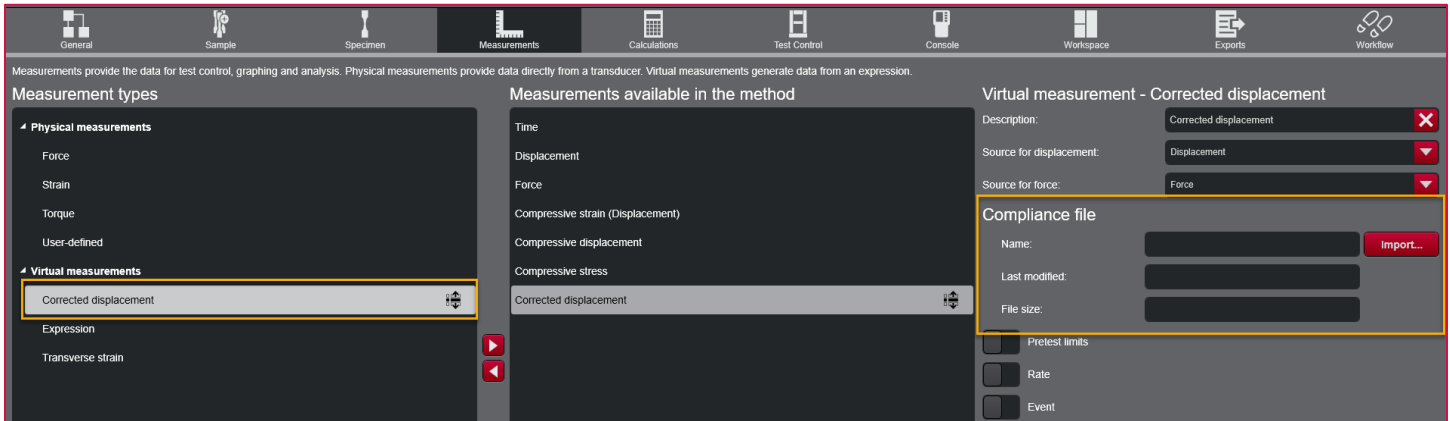 General
Sample
Specimen
Measurements
Calculations
Test Control
Console
Workspace
Exports
Workflow
Measurements provide the data for test control, graphing and analysis. Physical measurements provide data directly from a transducer. Virtual measurements generate data from an expression.
Measurement types
Physical measurements
Force
Strain
Torque
User-defined
Virtual measurements
Corrected displacement
Expression
Transverse strain
Measurements available in the method
Time
Displacement
Force
Compressive strain (Displacement)
Compressive displacement
Compressive stress
Corrected displacement
Virtual measurement - Corrected displacement
Description: Corrected displacement
Source for displacement: Displacement
Source for force: Force
Compliance file
Name: Import...
Last modified:
File size:
Pretest limits
Rate
Event